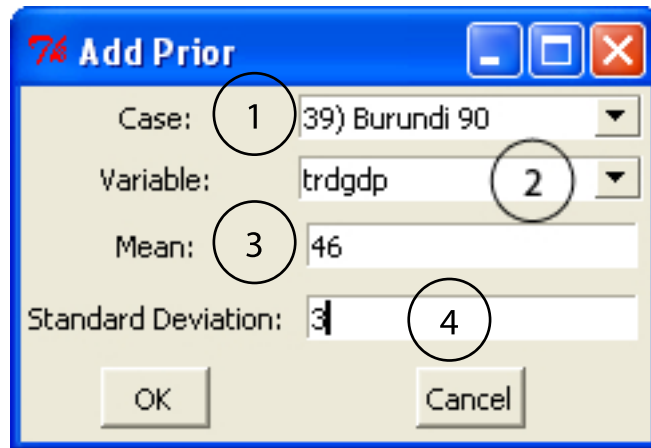 7% Add Prior
Case: 1 39) Burundi 90
Variable: trdgdp 2
Mean: 3 46
Standard Deviation: 3 4
OK Cancel